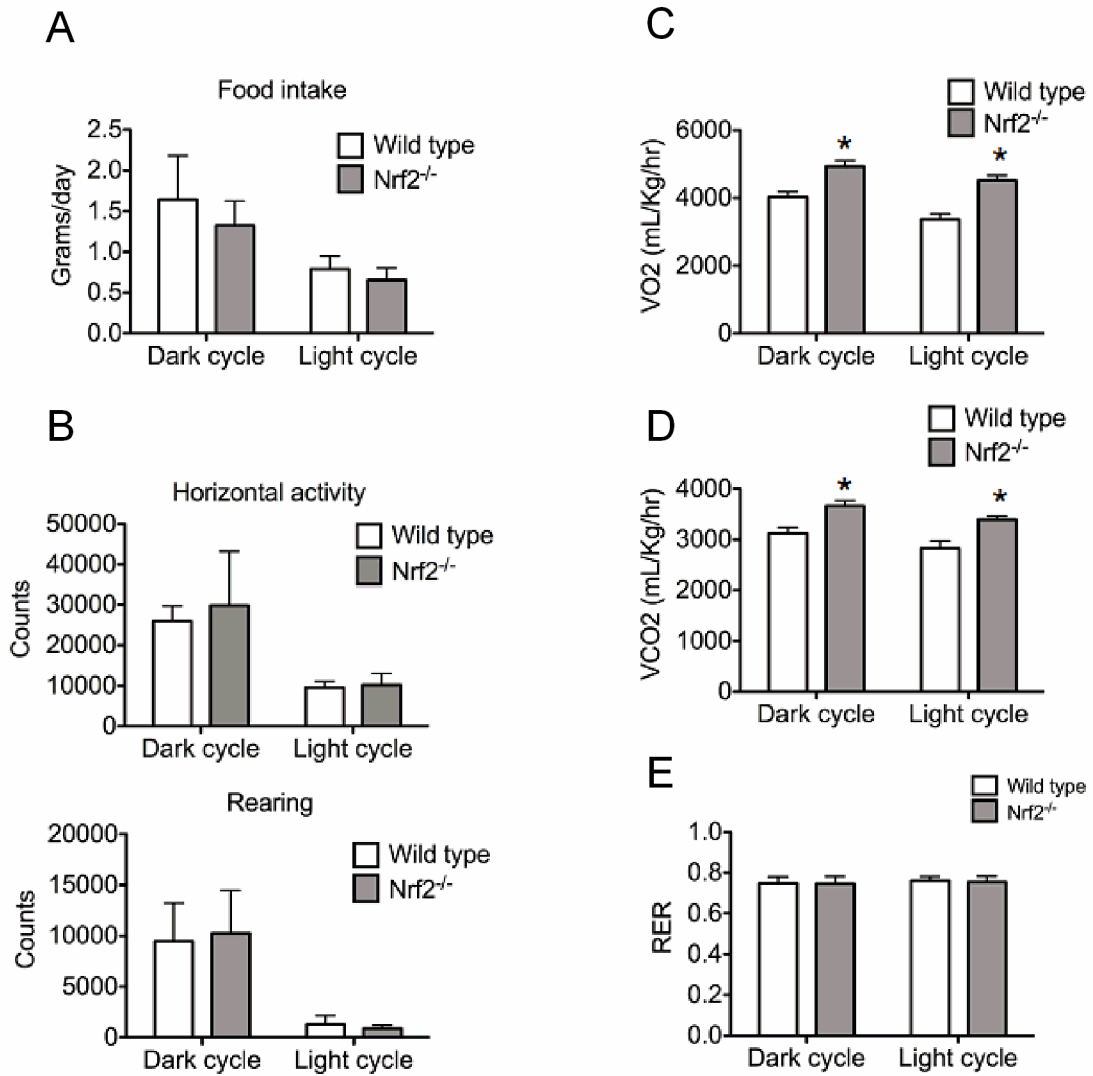 A
Food intake
Wild type
Nrf2-/-
Grams/day
2.5
2.0
1.5
1.0
0.5
0.0
Dark cycle Light cycle
B
Horizontal activity
Wild type
Nrf2-/-
Counts
50000
40000
30000
20000
10000
0
Dark cycle Light cycle
Rearing
Wild type
Nrf2-/-
Counts
20000
15000
10000
5000
0
Dark cycle Light cycle
C
Wild type
Nrf2-/-
VO2 (mL/Kg/hr)
6000
4000
2000
0
* *
Dark cycle Light cycle
D
Wild type
Nrf2-/-
VCO2 (mL/Kg/hr)
4000
3000
2000
1000
0
* *
Dark cycle Light cycle
E
Wild type
Nrf2-/-
RER
1.0
0.8
0.6
0.4
0.2
0.0
Dark cycle Light cycle